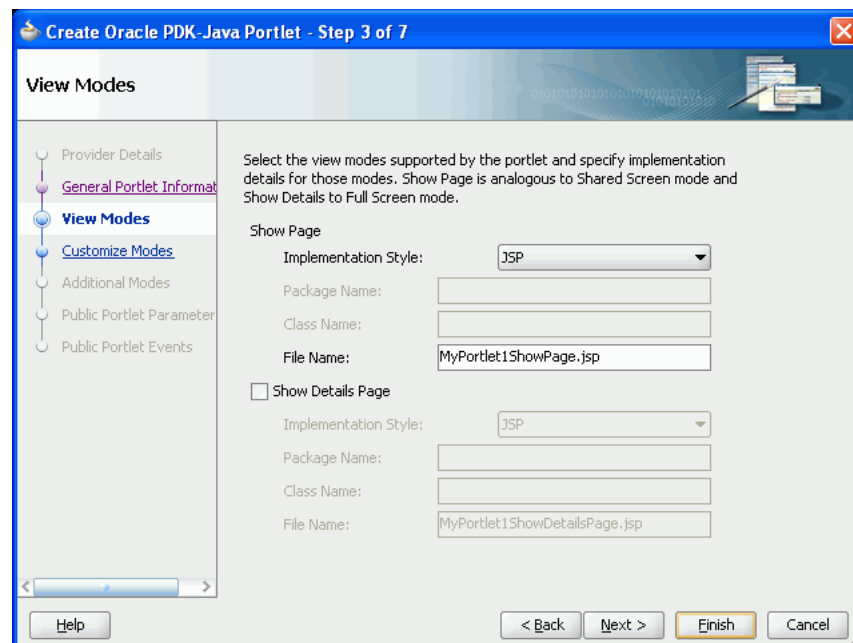 Create Oracle PDK-Java Portlet - Step 3 of 7
View Modes
Provider Details
General Portlet Informat
View Modes
Customize Modes
Additional Modes
Public Portlet Parameter
Public Portlet Events
Select the view modes supported by the portlet and specify implementation
details for those modes. Show Page is analogous to Shared Screen mode and
Show Details to Full Screen mode.
Show Page
Implementation Style: JSP
Package Name:
Class Name:
File Name: MyPortlet1ShowPage.jsp
Show Details Page
Implementation Style: JSP
Package Name:
Class Name:
File Name: MyPortlet1ShowDetailsPage.jsp
Help
< Back
Next >
Finish
Cancel